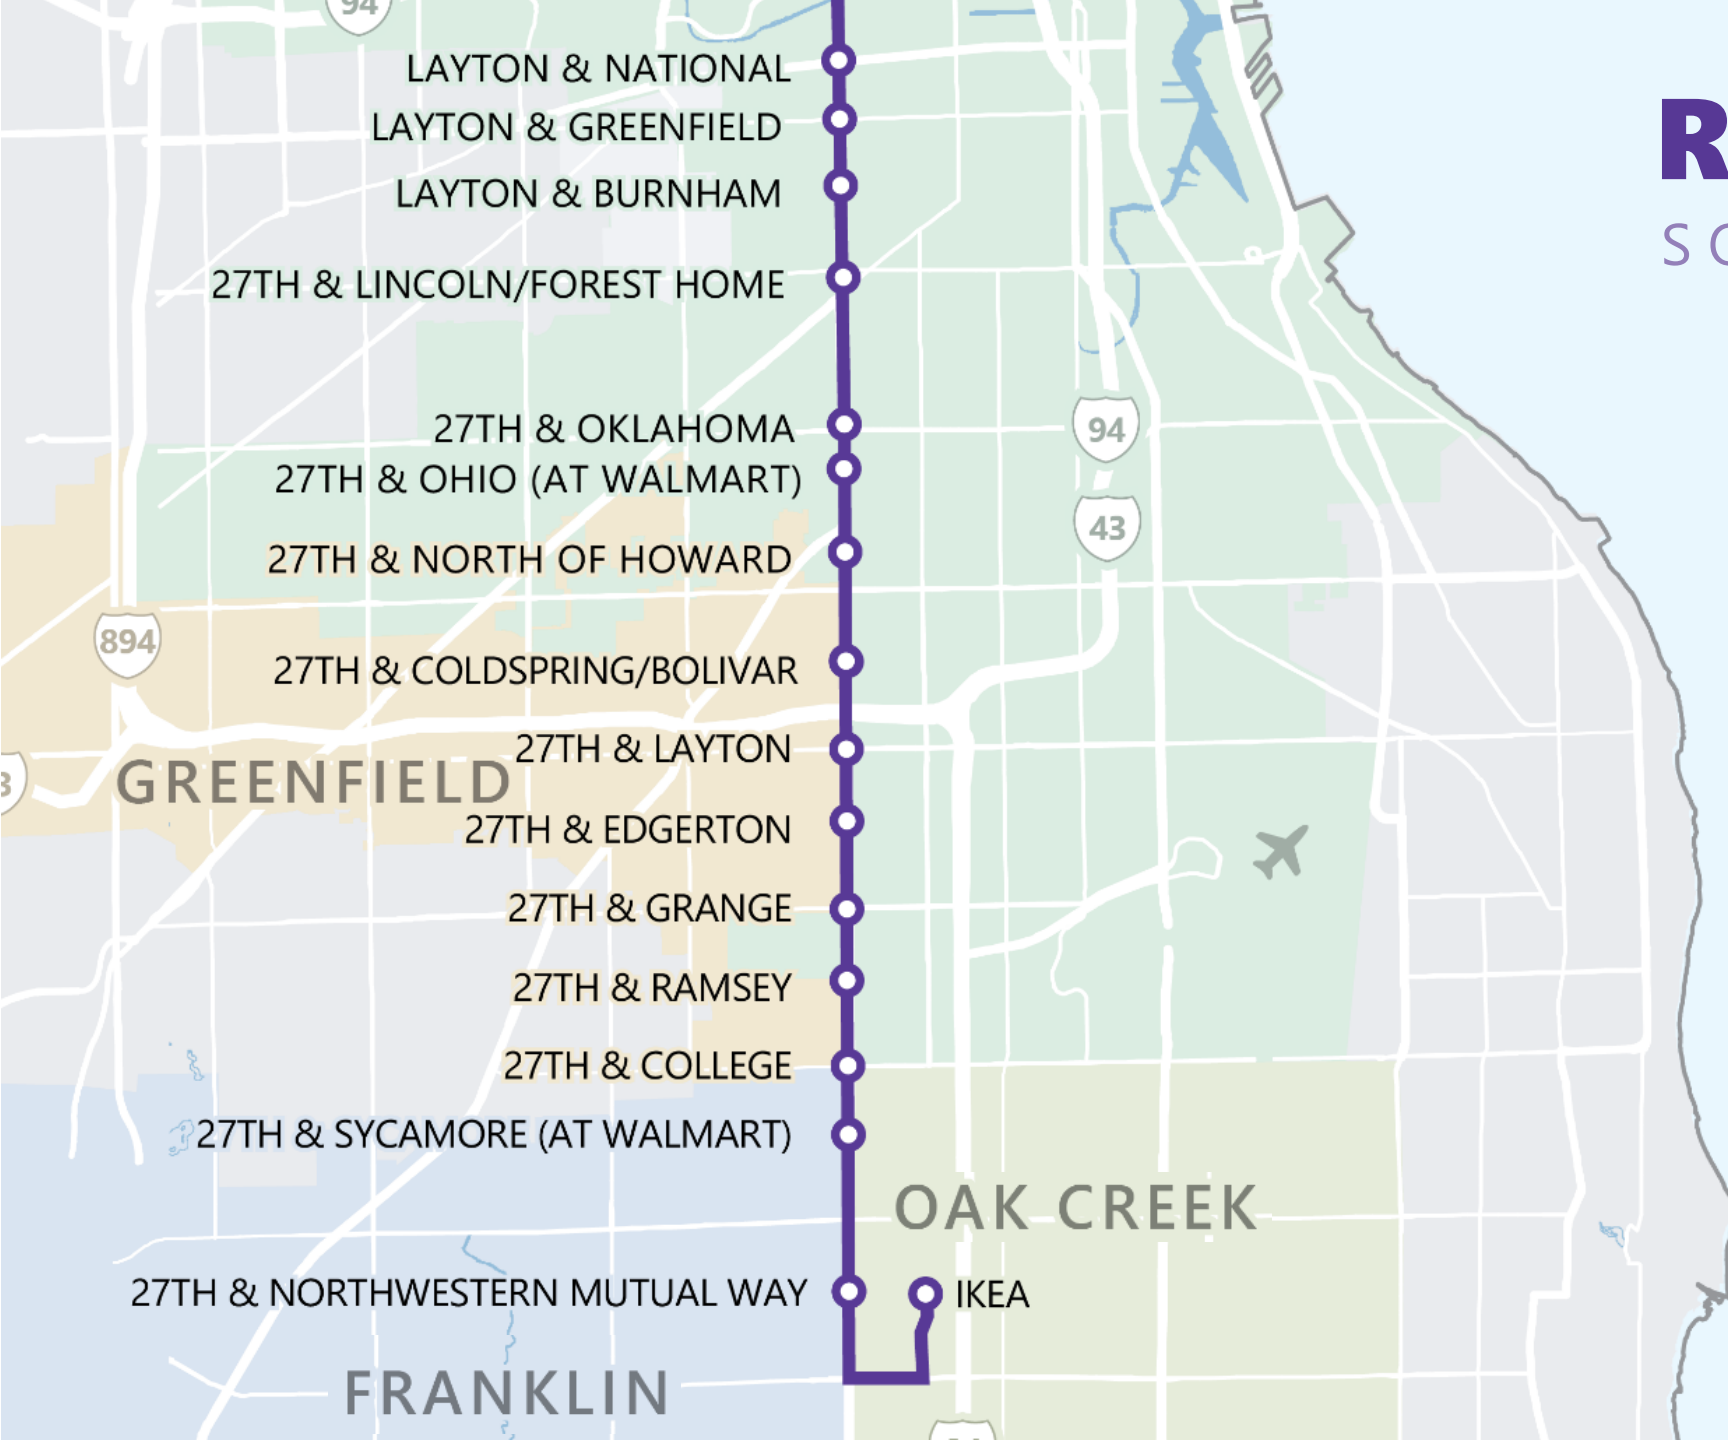 94
LAYTON & NATIONAL
R
LAYTON & GREENFIELD
LAYTON & BURNHAM
27TH & LINCOLN/FOREST HOME
27TH & OKLAHOMA
94
27TH & OHIO (AT WALMART)
43
27TH & NORTH OF HOWARD
894
27TH & COLDSPRING/BOLIVAR
27TH & LAYTON
GREENFIELD
27TH & EDGERTON
27TH & GRANGE
27TH & RAMSEY
27TH & COLLEGE
27TH & SYCAMORE (AT WALMART)
OAK CREEK
27TH & NORTHWESTERN MUTUAL WAY
IKEA
FRANKLIN